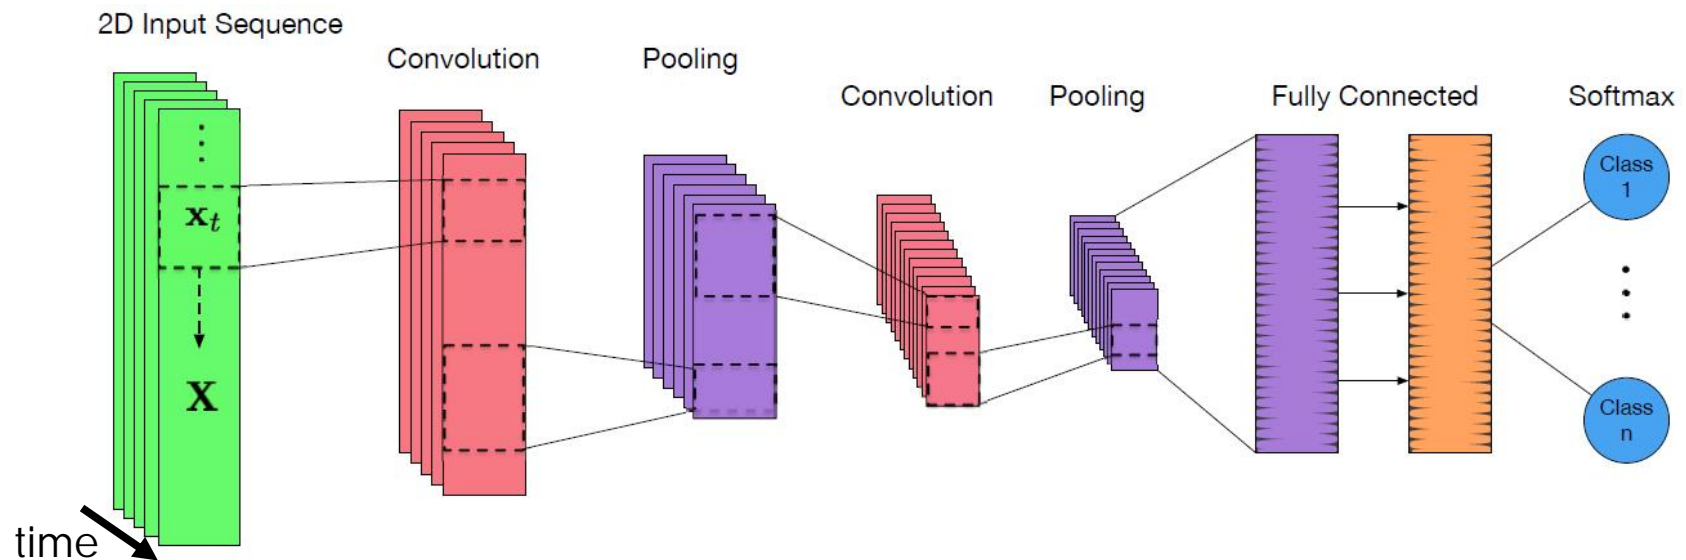 2D Input Sequence
Convolution
Pooling
Convolution
Pooling
Fully Connected
Softmax
x_t
X
time
Class
1
Class
n